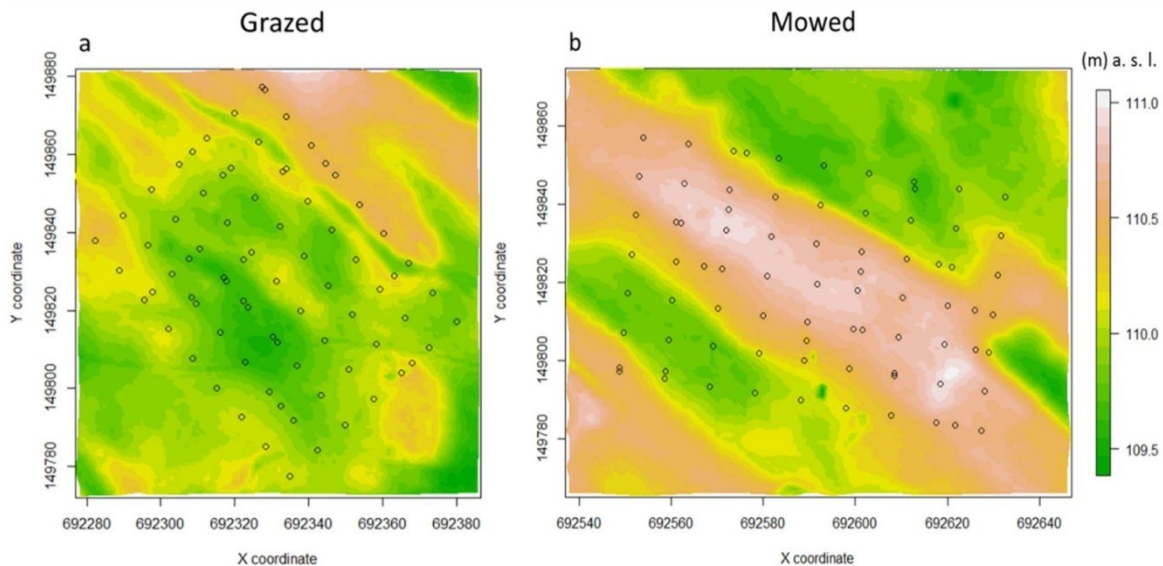 Grazed
Mowed
a
b
(m) a. s. l.
149880
149860
149840
149820
149800
149780
Y coordinate
692280 692300 692320 692340 692360 692380
X coordinate
149860
149840
149820
149800
149780
Y coordinate
692540 692560 692580 692600 692620 692640
X coordinate
111.0
110.5
110.0
109.5